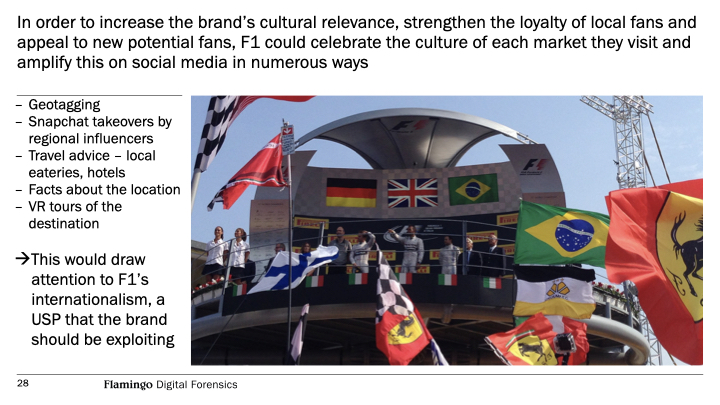 In order to increase the brand’s cultural relevance, strengthen the loyalty of local fans and
appeal to new potential fans, F1 could celebrate the culture of each market they visit and
amplify this on social media in numerous ways
– Geotagging
– Snapchat takeovers by
regional influencers
– Travel advice – local
eateries, hotels
– Facts about the location
– VR tours of the
destination
→This would draw
attention to F1’s
internationalism, a
USP that the brand
should be exploiting
28
Flamingo Digital Forensics